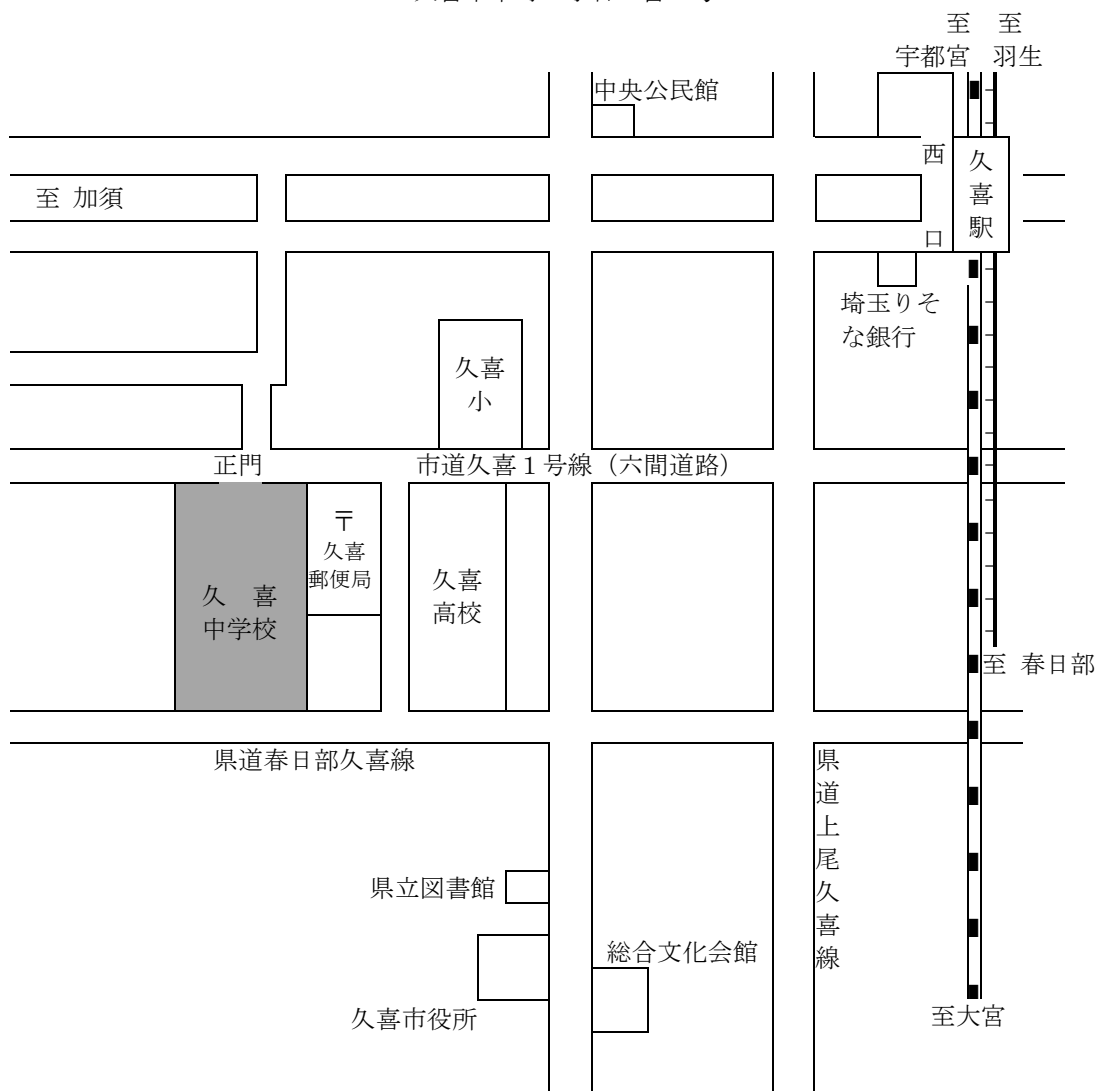 至 至
宇都宮 羽生
中央公民館
西口
久喜駅
至 加須
埼玉りそ
な銀行
久喜
小
正門
市道久喜1号線（六間道路）
〒
久喜
郵便局
久喜
高校
久 喜
中学校
至 春日部
県道春日部久喜線
県道上尾久喜線
県立図書館
総合文化会館
久喜市役所
至大宮